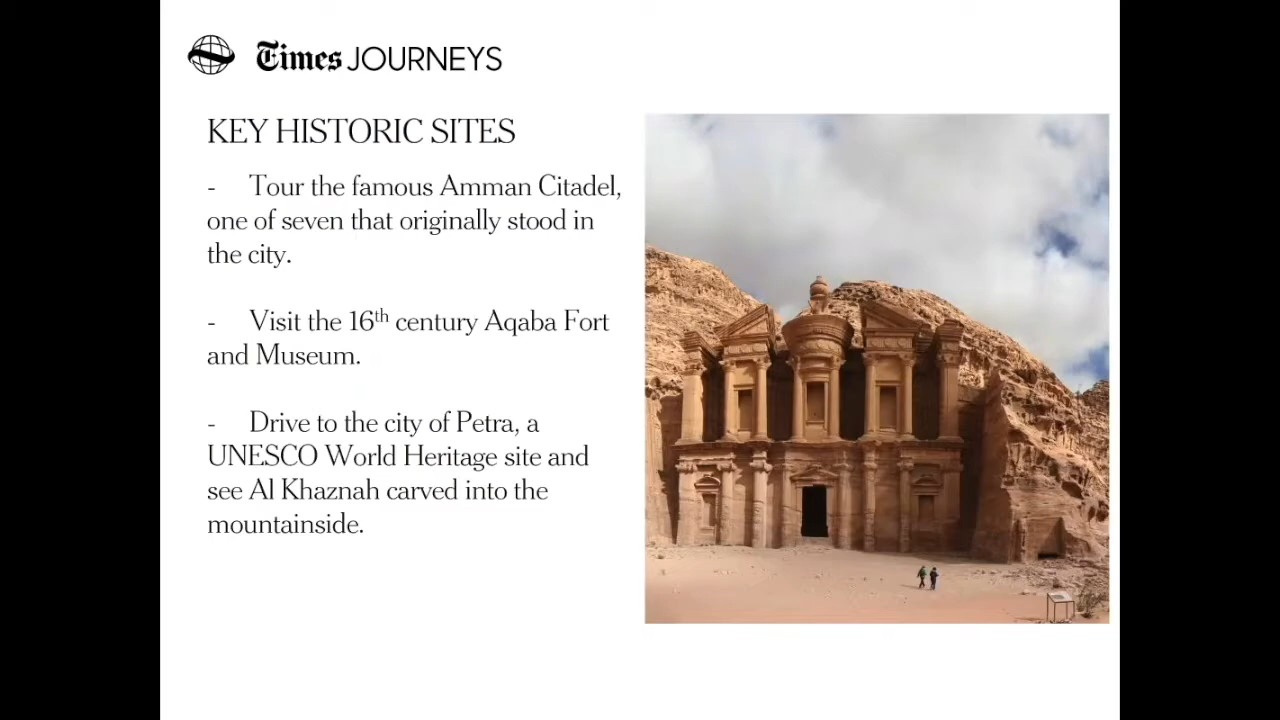 Times JOURNEYS
KEY HISTORIC SITES
- Tour the famous Amman Citadel,
one of seven that originally stood in
the city.
- Visit the 16th century Aqaba Fort
and Museum.
- Drive to the city of Petra, a
UNESCO World Heritage site and
see Al Khaznah carved into the
mountainside.